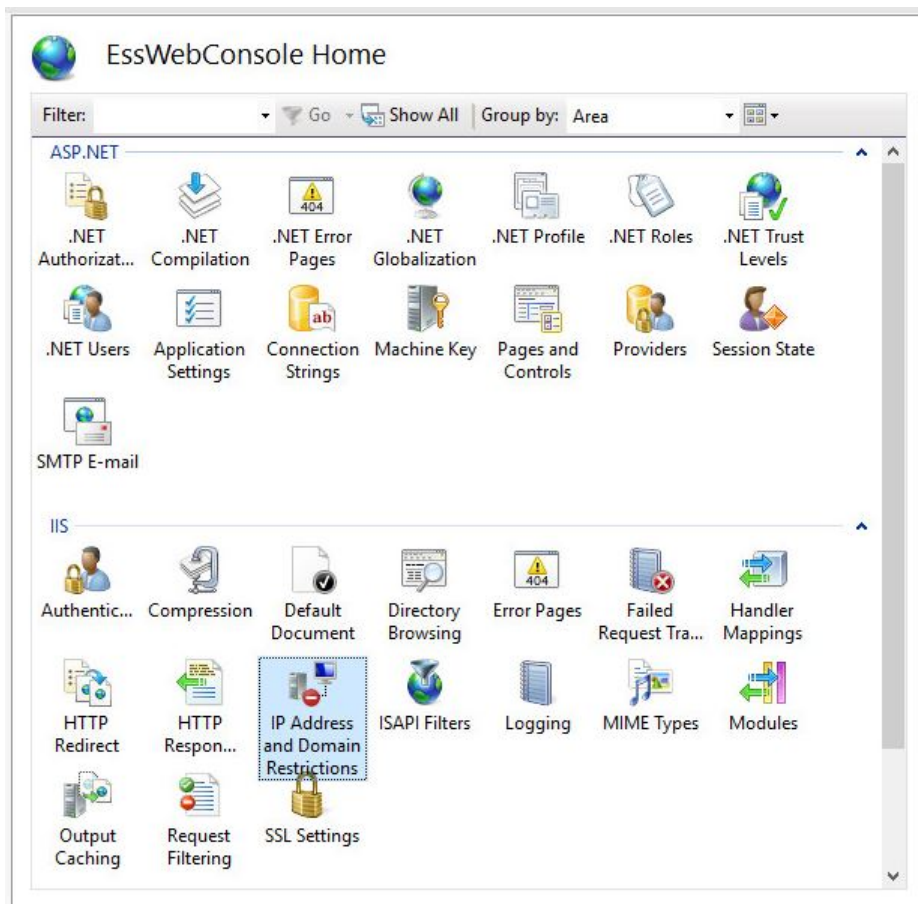 EssWebConsole Home
Filter: Go Show All Group by: Area
ASP.NET
.NET Authorizat...
.NET Compilation
.NET Error Pages
.NET Globalization
.NET Profile
.NET Roles
.NET Trust Levels
.NET Users
Application Settings
Connection Strings
Machine Key
Pages and Controls
Providers
Session State
SMTP E-mail
IIS
Authentic...
Compression
Default Document
Directory Browsing
Error Pages
Failed Request Tra...
Handler Mappings
HTTP Redirect
HTTP Respon...
IP Address and Domain Restrictions
ISAPI Filters
Logging
MIME Types
Modules
Output Caching
Request Filtering
SSL Settings